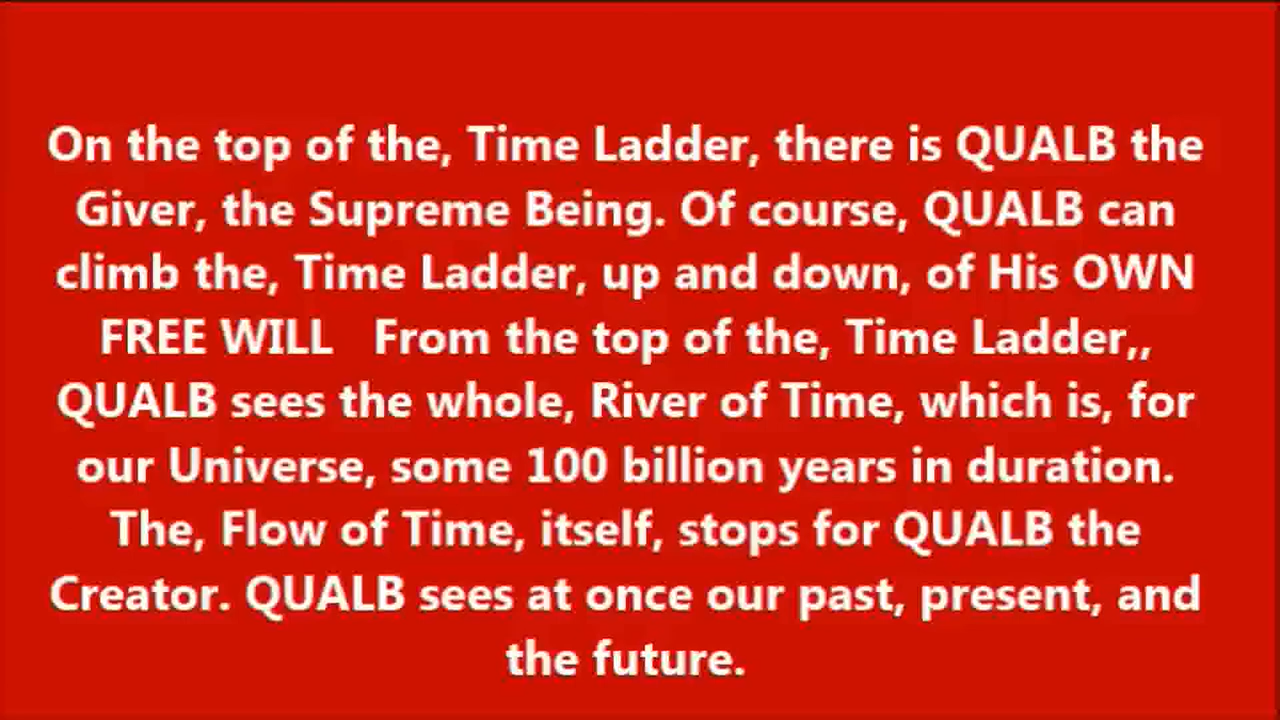 On the top of the, Time Ladder, there is QUALB the
Giver, the Supreme Being. Of course, QUALB can
climb the, Time Ladder, up and down, of His OWN
FREE WILL   From the top of the, Time Ladder,,
QUALB sees the whole, River of Time, which is, for
our Universe, some 100 billion years in duration.
The, Flow of Time, itself, stops for QUALB the
Creator. QUALB sees at once our past, present, and
the future.